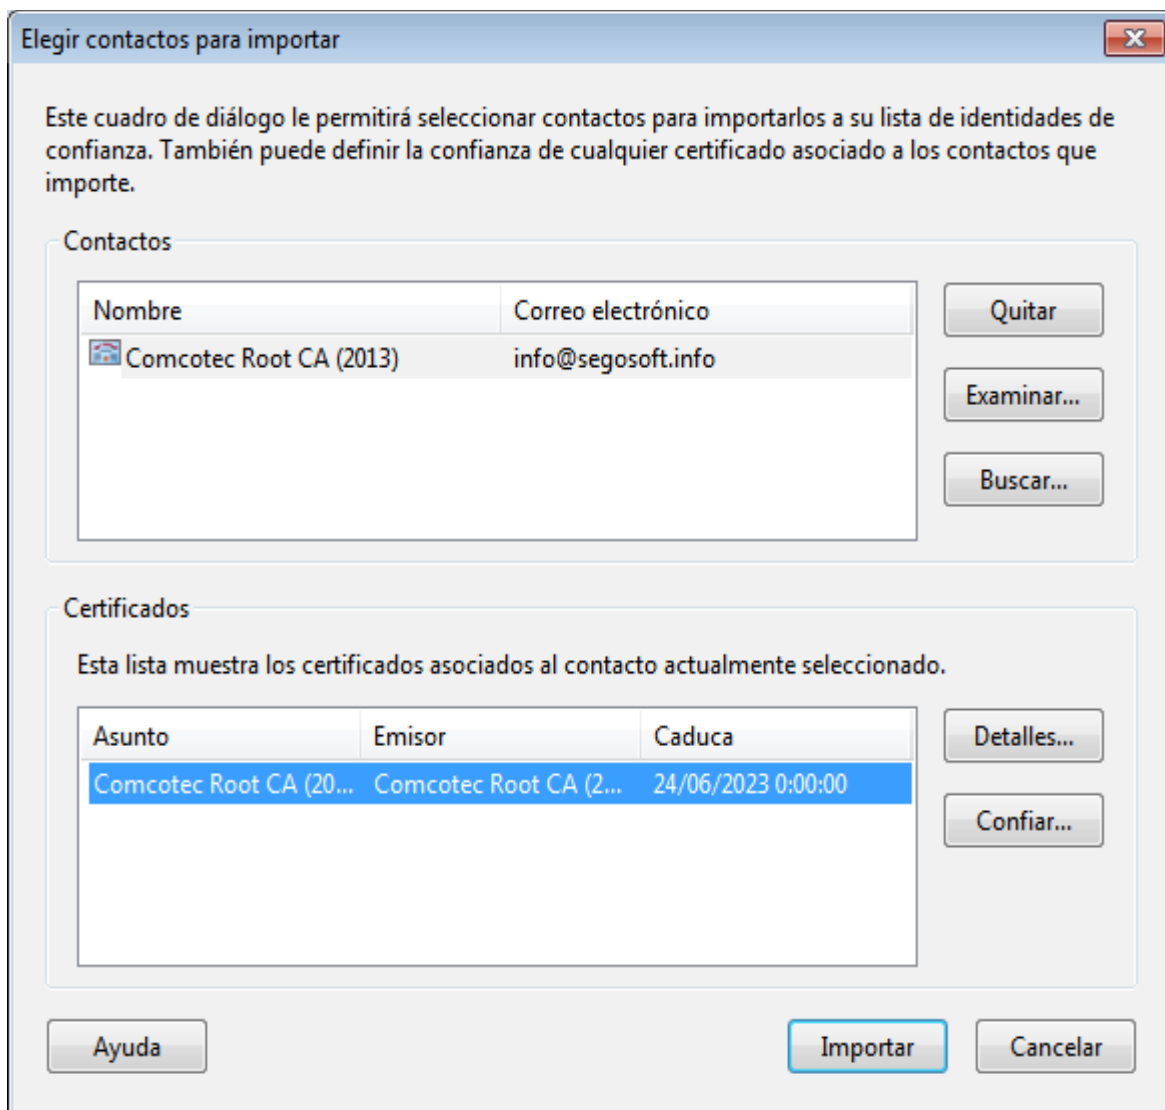 Elegir contactos para importar
Este cuadro de diálogo le permitirá seleccionar contactos para importarlos a su lista de identidades de
confianza. También puede definir la confianza de cualquier certificado asociado a los contactos que
importe.
Contactos
Nombre Correo electrónico
Comcotec Root CA (2013) info@segosoft.info
Quitar
Examinar...
Buscar...
Certificados
Esta lista muestra los certificados asociados al contacto actualmente seleccionado.
Asunto Emisor Caduca
Comcotec Root CA (20... Comcotec Root CA (2... 24/06/2023 0:00:00
Detalles...
Confiar...
Ayuda Importar Cancelar